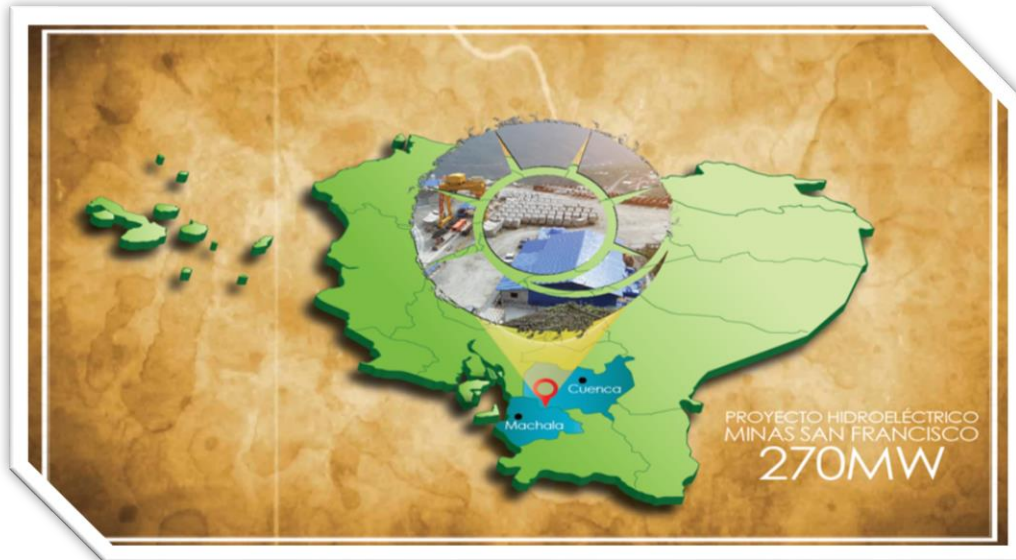 Cuenca
Machala
PROYECTO HIDROELÉCTRICO
MINAS SAN FRANCISCO
270MW